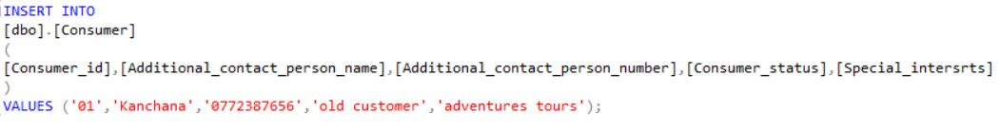 INSERT INTO
[dbo].[Consumer]
(
[Consumer_id],[Additional_contact_person_name],[Additional_contact_person_number],[Consumer_status],[Special_intersrts]
)
VALUES ('01','Kanchana','0772387656','old customer','adventures tours');